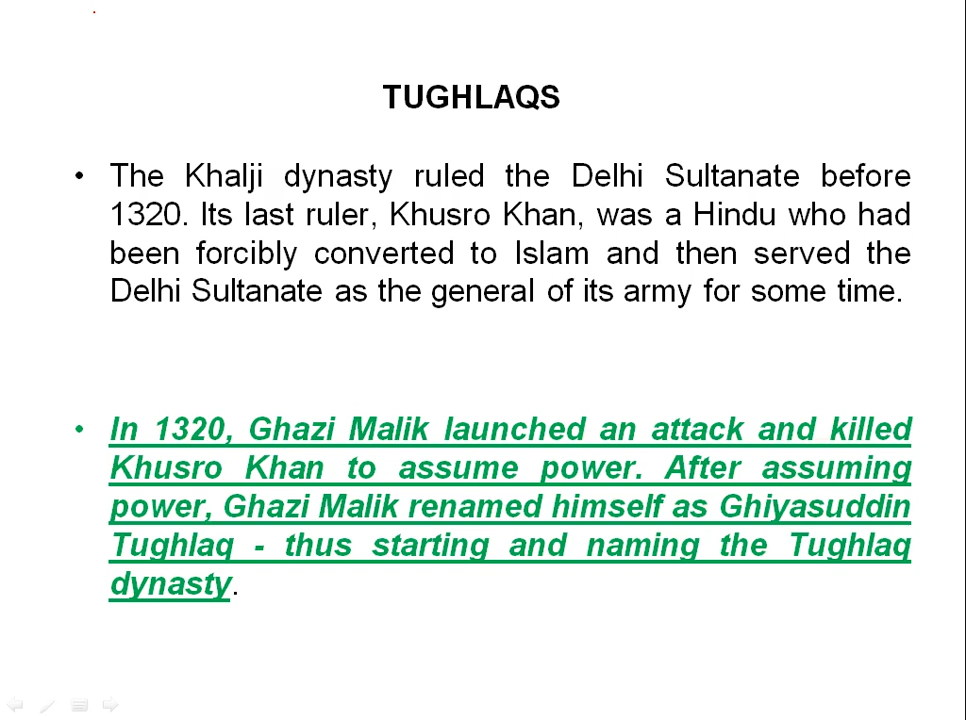 TUGHLAQS
• The Khalji dynasty ruled the Delhi Sultanate before
1320. Its last ruler, Khusro Khan, was a Hindu who had
been forcibly converted to Islam and then served the
Delhi Sultanate as the general of its army for some time.
• In 1320, Ghazi Malik launched an attack and killed
Khusro Khan to assume power. After assuming
power, Ghazi Malik renamed himself as Ghiyasuddin
Tughlaq - thus starting and naming the Tughlaq
dynasty.